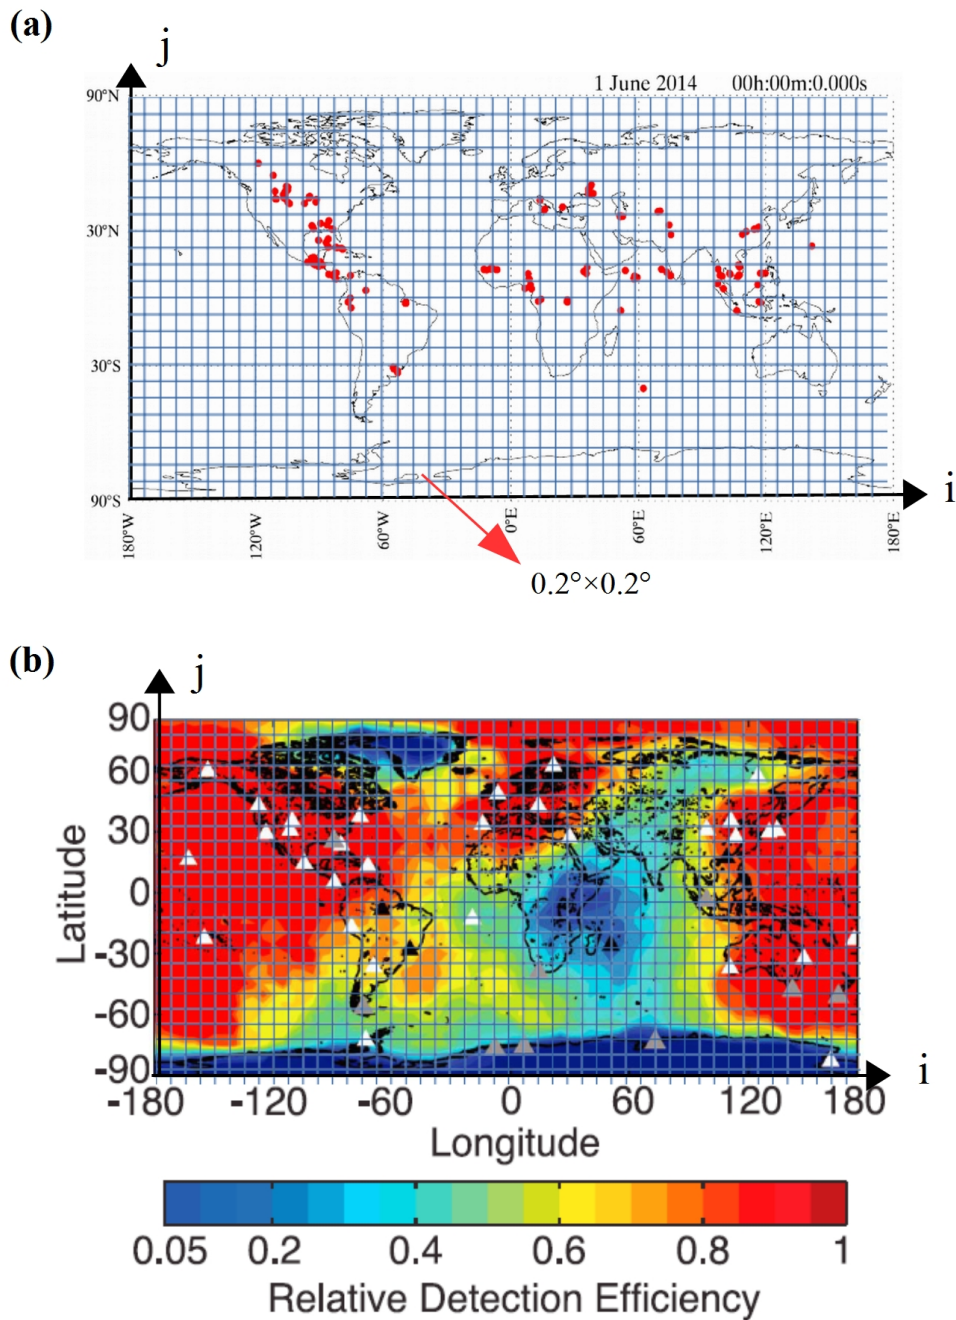 (a)
j
1 June 2014 00h:00m:0.000s
90°N
30°N
30°S
90°S
i
180°W
120°W
60°W
0°E
60°E
120°E
180°E
0.2°×0.2°
(b)
j
90
60
30
0
-30
-60
-90
Latitude
i
-180 -120 -60 0 60 120 180
Longitude
0.05 0.2 0.4 0.6 0.8 1
Relative Detection Efficiency